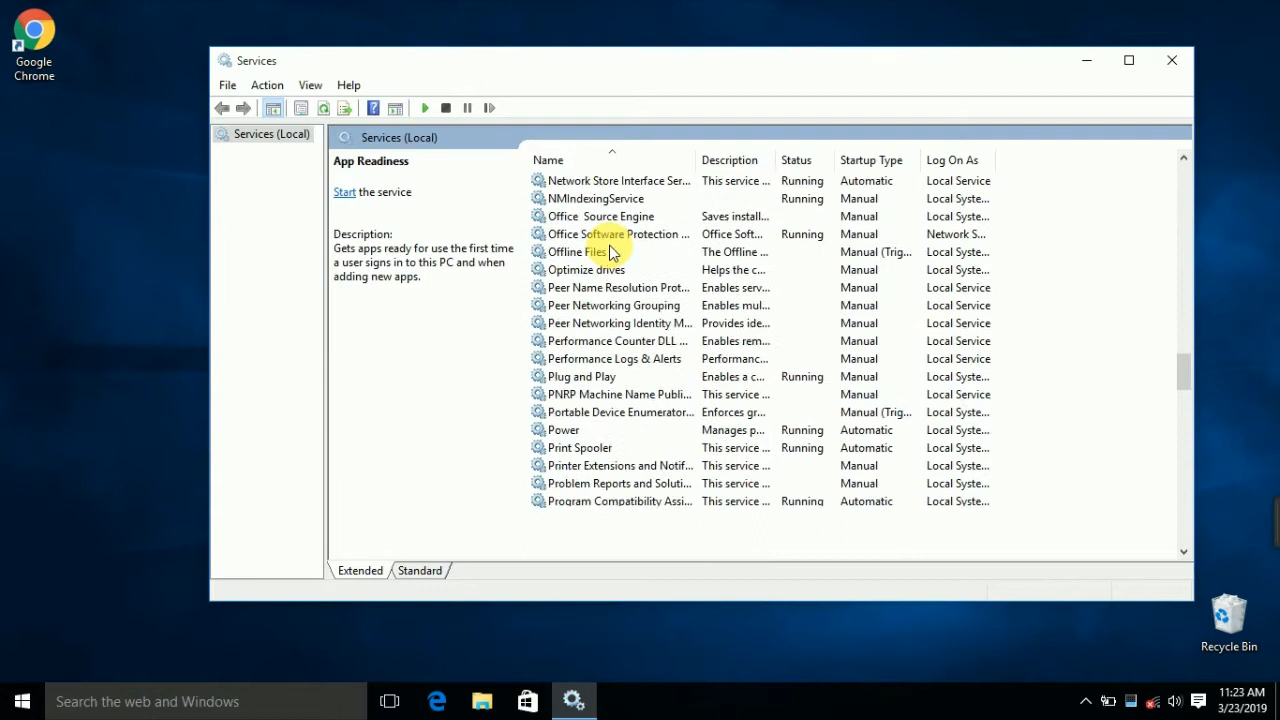 Google
Chrome
Services
File Action View Help
Services (Local)
Services (Local)
App Readiness
Start the service
Description:
Gets apps ready for use the first time
a user signs in to this PC and when
adding new apps.
Name Description Status Startup Type Log On As
Network Store Interface Ser... This service ... Running Automatic Local Service
NMIndexingService Running Manual Local Service
Office Source Engine Saves install... Manual Local Syste...
Office Software Protection ... Office Soft... Running Manual Network S...
Offline Files The Offline ... Manual (Trig... Local Syste...
Optimize drives Helps the c... Manual Local Syste...
Peer Name Resolution Prot... Enables serv... Manual Local Service
Peer Networking Grouping Enables mul... Manual Local Service
Peer Networking Identity M... Provides ide... Manual Local Service
Performance Counter DLL ... Enables rem... Manual Local Service
Performance Logs & Alerts Performanc... Manual Local Service
Plug and Play Enables a c... Running Manual Local Syste...
PNRP Machine Name Publi... This service ... Manual Local Service
Portable Device Enumerator... Enforces gr... Manual (Trig... Local Syste...
Power Manages p... Running Automatic Local Syste...
Print Spooler This service ... Running Automatic Local Syste...
Printer Extensions and Notif... This service ... Manual Local Syste...
Problem Reports and Soluti... This service ... Manual Local Syste...
Program Compatibility Assi... This service ... Running Automatic Local Syste...
Extended Standard
Recycle Bin
Search the web and Windows
11:23 AM
3/23/2019